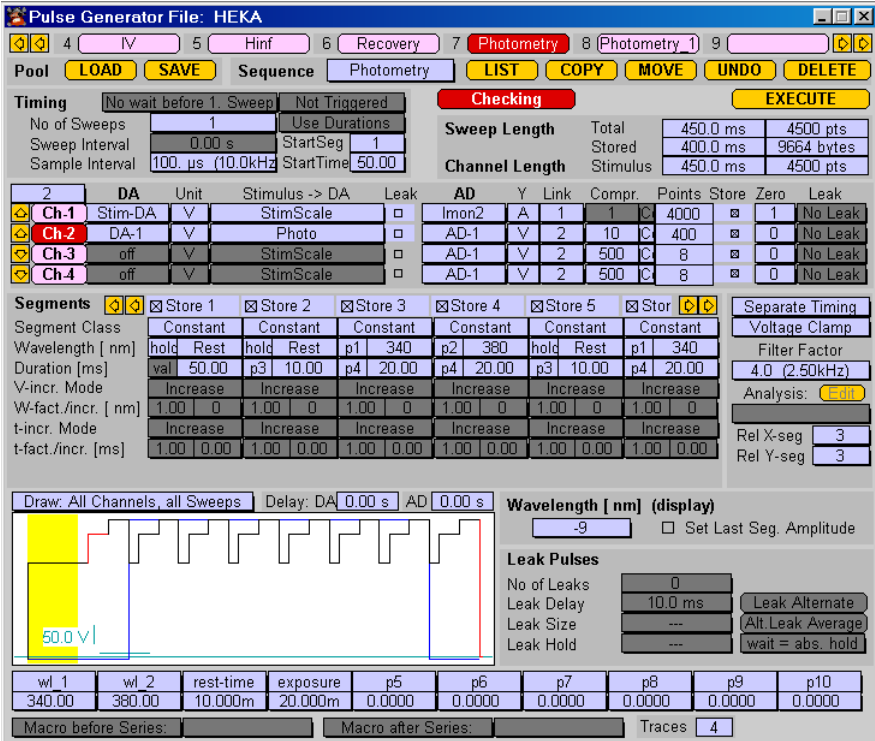 Pulse Generator File: HEKA
4 IV 5 Hinf 6 Recovery 7 Photometry 8 Photometry_1 9
Pool LOAD SAVE Sequence Photometry LIST COPY MOVE UNDO DELETE
Timing No wait before 1. Sweep Not Triggered Checking EXECUTE
No of Sweeps 1 Use Durations
Sweep Interval 0.00 s StartSeg 1
Sample Interval 100. µs (10.0kHz StartTime 50.00
Sweep Length Total 450.0 ms 4500 pts
Stored 400.0 ms 9664 bytes
Channel Length Stimulus 450.0 ms 4500 pts
2 DA Unit Stimulus -> DA Leak AD Y Link Compr. Points Store Zero Leak
Ch-1 Stim-DA V StimScale Imon2 A 1 1 C 4000 1 No Leak
Ch-2 DA-1 V Photo AD-1 V 2 10 C 400 0 No Leak
Ch-3 off V StimScale AD-1 V 2 500 C 8 0 No Leak
Ch-4 off V StimScale AD-1 V 2 500 C 8 0 No Leak
Segments Store 1 Store 2 Store 3 Store 4 Store 5 Stor
Segment Class Constant Constant Constant Constant Constant Constant
Wavelength [ nm] hold Rest hold Rest p1 340 p2 380 hold Rest p1 340
Duration [ms] val 50.00 p3 10.00 p4 20.00 p4 20.00 p3 10.00 p4 20.00
V-incr. Mode Increase Increase Increase Increase Increase Increase
W-fact./incr. [ nm] 1.00 0 1.00 0 1.00 0 1.00 0 1.00 0 1.00 0
t-incr. Mode Increase Increase Increase Increase Increase Increase
t-fact./incr. [ms] 1.00 0.00 1.00 0.00 1.00 0.00 1.00 0.00 1.00 0.00 1.00 0.00
Separate Timing
Voltage Clamp
Filter Factor
4.0 (2.50kHz)
Analysis: Edit
Rel X-seg 3
Rel Y-seg 3
Draw: All Channels, all Sweeps Delay: DA 0.00 s AD 0.00 s
50.0 V
Wavelength [ nm] (display)
-9 Set Last Seg. Amplitude
Leak Pulses
No of Leaks 0
Leak Delay 10.0 ms Leak Alternate
Leak Size --- Alt.Leak Average
Leak Hold --- wait = abs. hold
wl_1 wl_2 rest-time exposure p5 p6 p7 p8 p9 p10
340.00 380.00 10.000m 20.000m 0.0000 0.0000 0.0000 0.0000 0.0000 0.0000
Macro before Series: Macro after Series: Traces 4